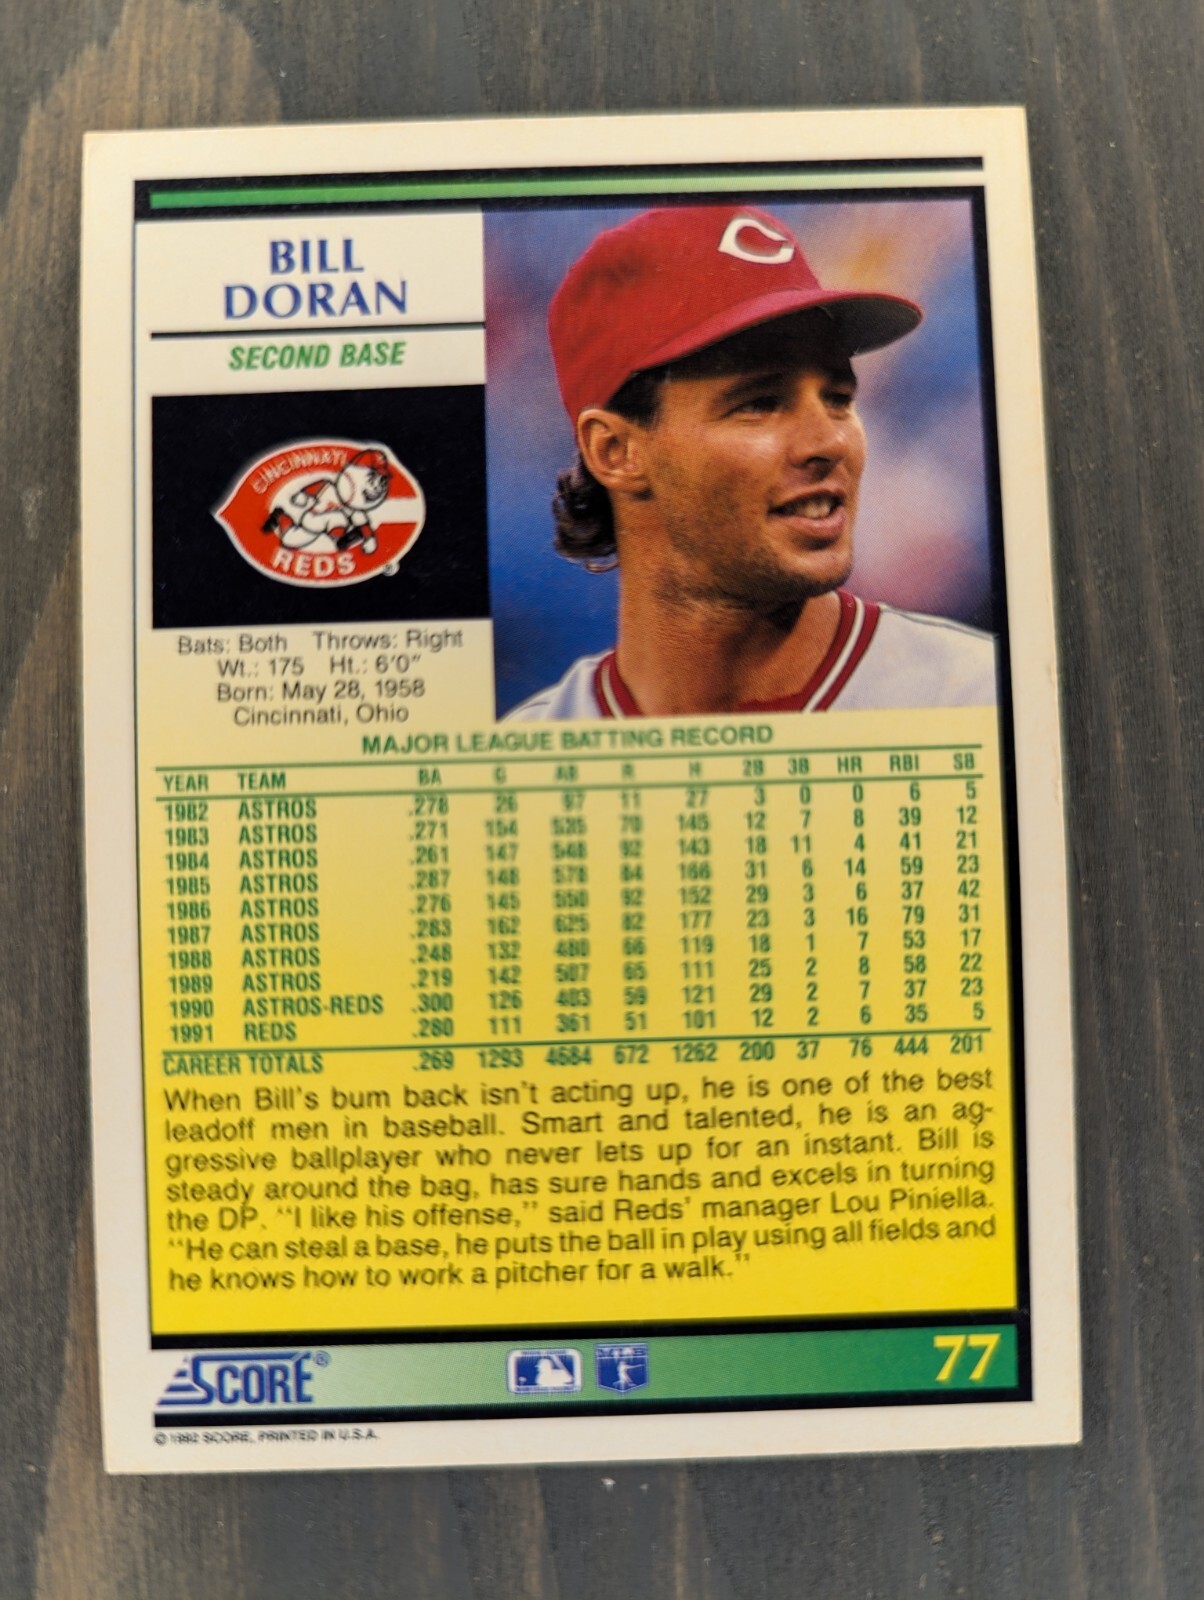 BILL
DORAN
SECOND BASE
CINCINNATI
REDS
Bats: Both Throws: Right
Wt.: 175 Ht.: 6'0"
Born: May 28, 1958
Cincinnati, Ohio
MAJOR LEAGUE BATTING RECORD
YEAR TEAM BA G AB R H 2B 3B HR RBI SB
1982 ASTROS .278 26 97 11 27 3 0 0 6 5
1983 ASTROS .271 154 535 70 145 12 7 8 39 12
1984 ASTROS .261 147 548 92 143 18 11 4 41 21
1985 ASTROS .287 148 578 84 166 31 6 14 59 23
1986 ASTROS .276 145 550 92 152 29 3 6 37 42
1987 ASTROS .283 162 625 82 177 23 3 16 79 31
1988 ASTROS .248 132 480 66 119 18 1 7 53 17
1989 ASTROS .219 142 507 65 111 25 2 8 58 22
1990 ASTROS-REDS .300 126 403 59 121 29 2 7 37 23
1991 REDS .280 111 361 51 101 12 2 6 35 5
CAREER TOTALS .269 1293 4684 672 1262 200 37 76 444 201
When Bill's bum back isn't acting up, he is one of the best
leadoff men in baseball. Smart and talented, he is an ag-
gressive ballplayer who never lets up for an instant. Bill is
steady around the bag, has sure hands and excels in turning
the DP. "I like his offense," said Reds' manager Lou Piniella.
"He can steal a base, he puts the ball in play using all fields and
he knows how to work a pitcher for a walk."
SCORE® 77
© 1992 SCORE, PRINTED IN U.S.A.